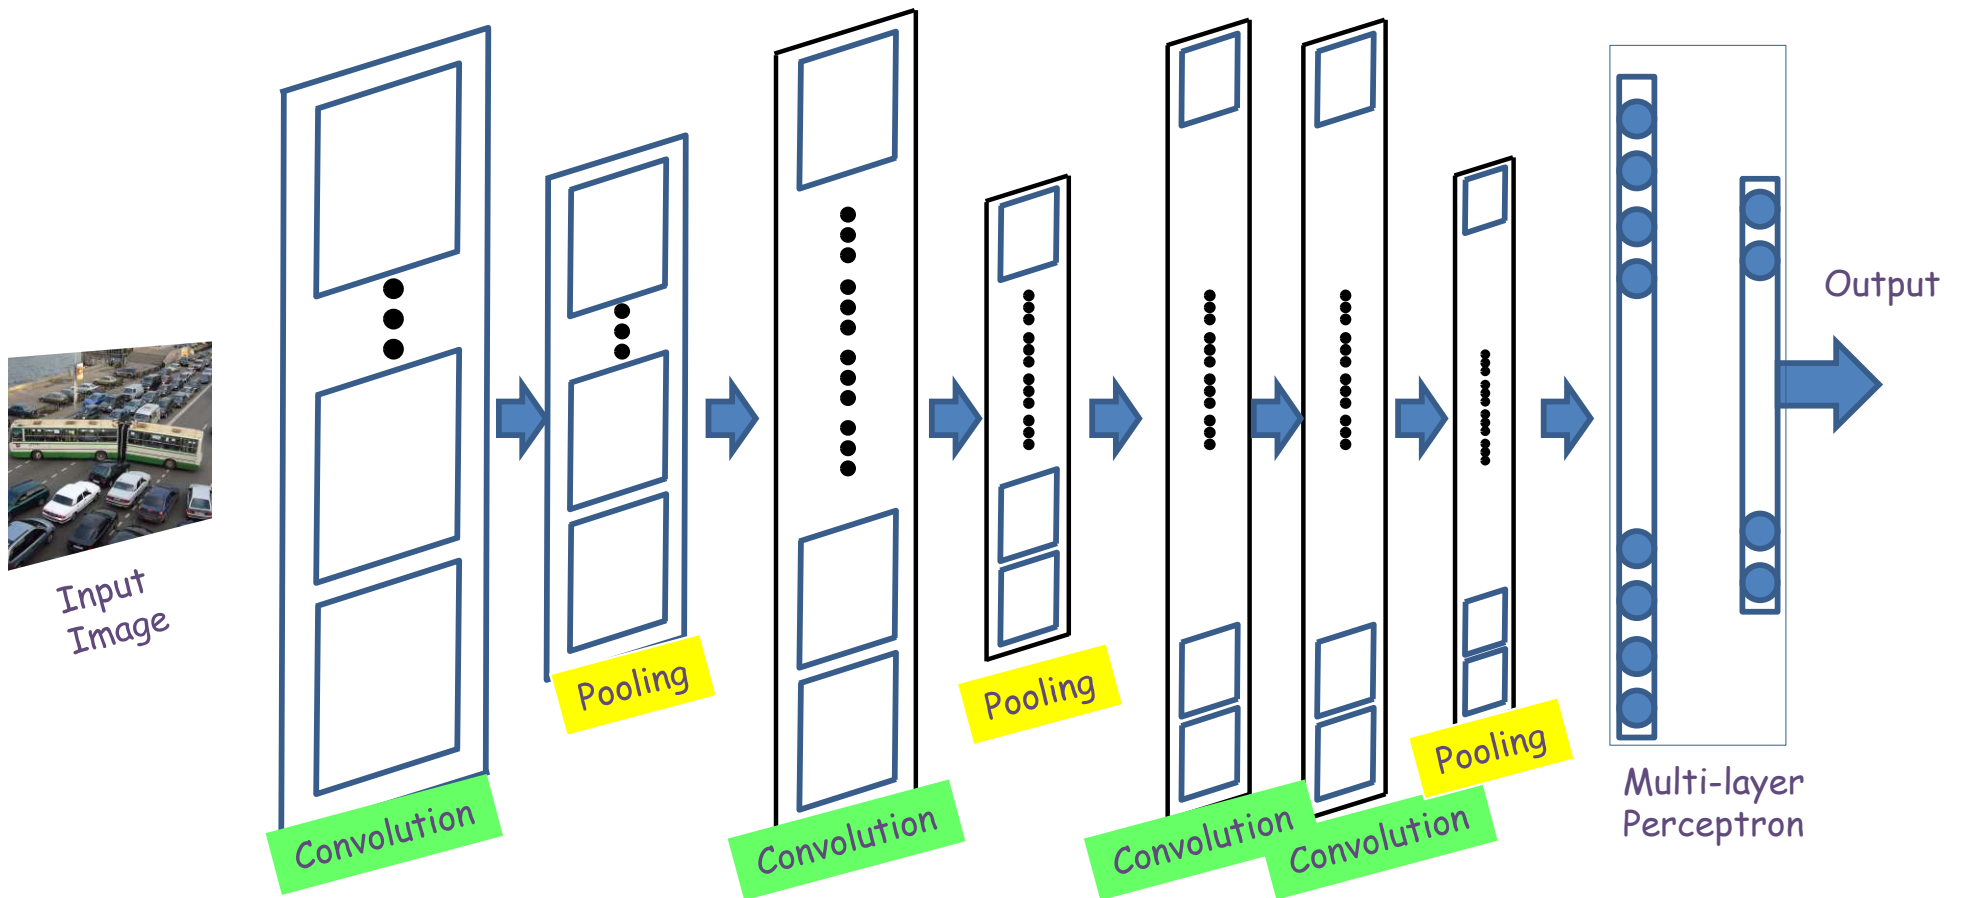 Input
Image
Convolution
Pooling
Convolution
Pooling
Convolution
Convolution
Pooling
Multi-layer
Perceptron
Output